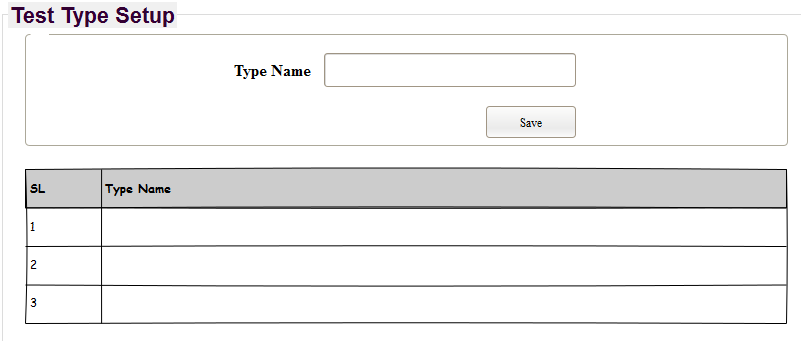 Test Type Setup
Type Name
Save
SL Type Name
1
2
3